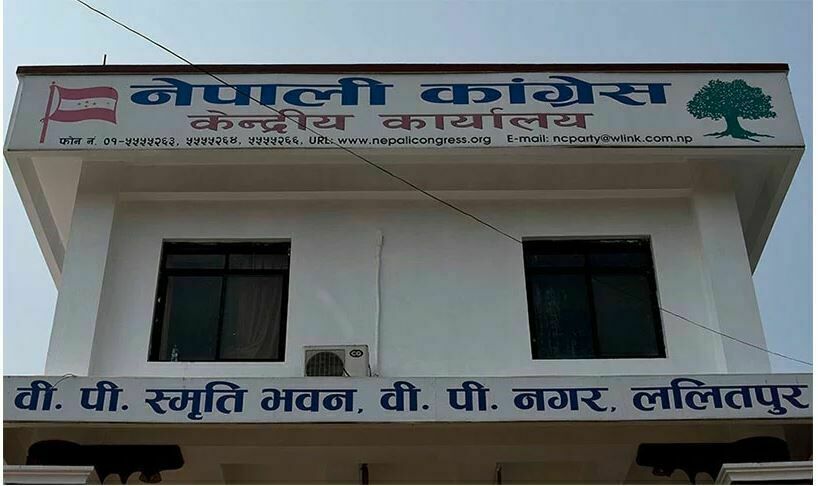 नेपाली कांग्रेस
केन्द्रीय कार्यालय
फोन नं. ०१-५५५५२६३, ५५५५२६४, ५५५५२६६, URL: www.nepalicongress.org E-mail: ncparty@wlink.com.np
वी. पी. स्मृति भवन, वी. पी. नगर, ललितपुर